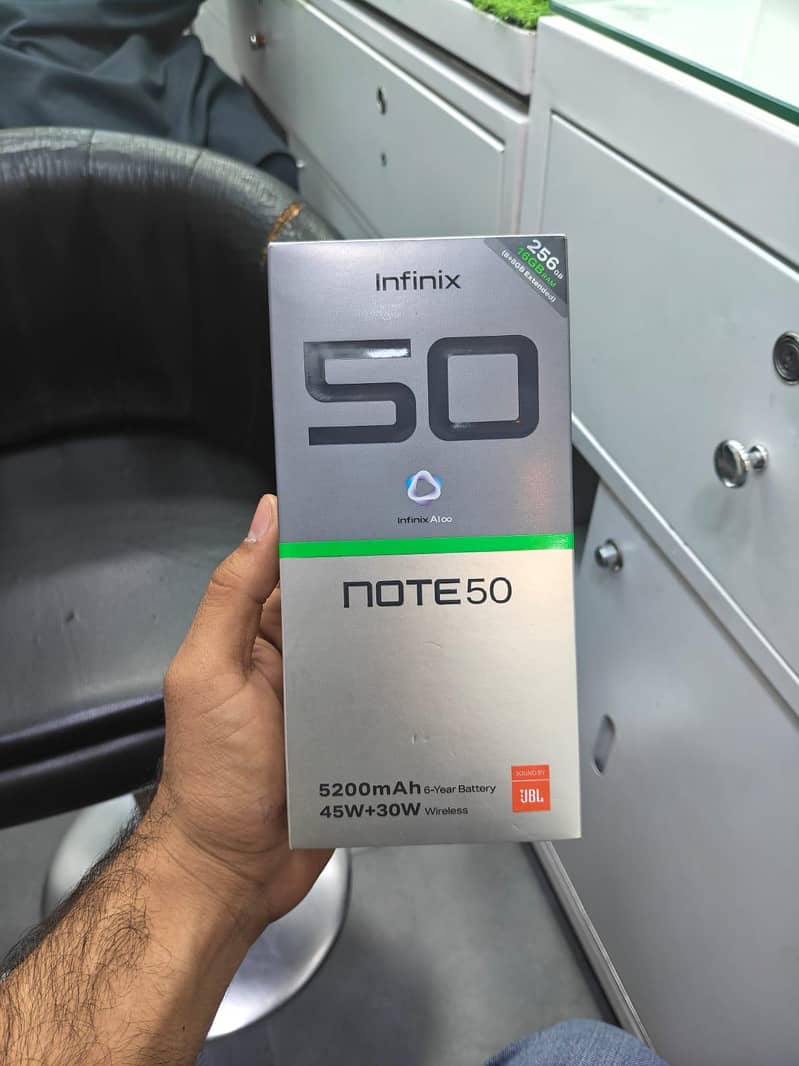 Infinix
256GB
16GB RAM
(8+8GB Extended)
50
Infinix AI∞
NOTE50
5200mAh 6-Year Battery
45W+30W Wireless
SOUND BY
JBL